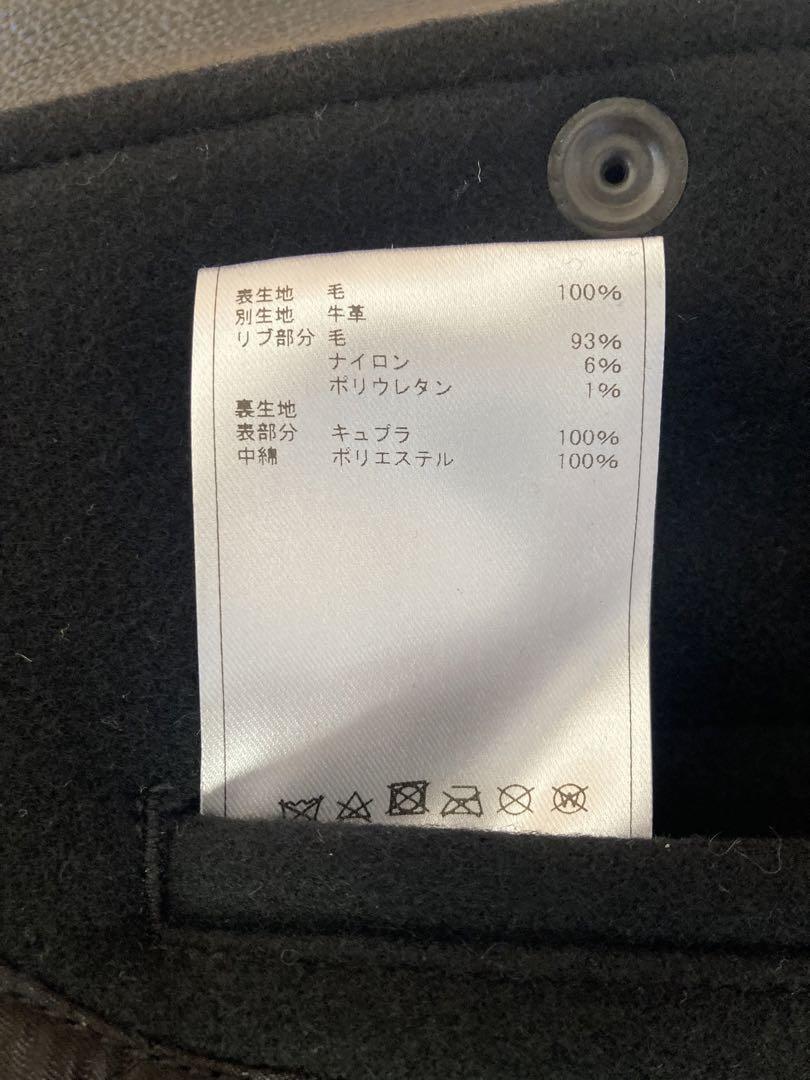 表生地 毛 100%
別生地 牛革
リブ部分 毛 93%
ナイロン 6%
ポリウレタン 1%
裏生地
表部分 キュプラ 100%
中綿 ポリエステル 100%
W